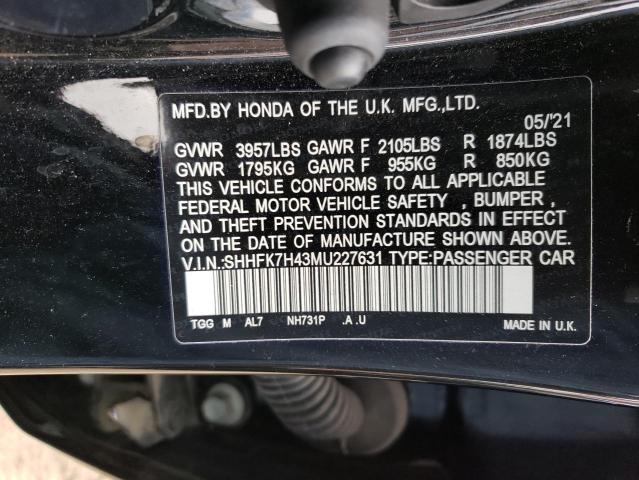 MFD.BY HONDA OF THE U.K. MFG.,LTD.
05/'21
GVWR 3957LBS GAWR F 2105LBS R 1874LBS
GVWR 1795KG GAWR F 955KG R 850KG
THIS VEHICLE CONFORMS TO ALL APPLICABLE
FEDERAL MOTOR VEHICLE SAFETY , BUMPER ,
AND THEFT PREVENTION STANDARDS IN EFFECT
ON THE DATE OF MANUFACTURE SHOWN ABOVE.
V.I.N.:SHHFK7H43MU227631 TYPE:PASSENGER CAR
TGG M AL7 NH731P .A .U MADE IN U.K.